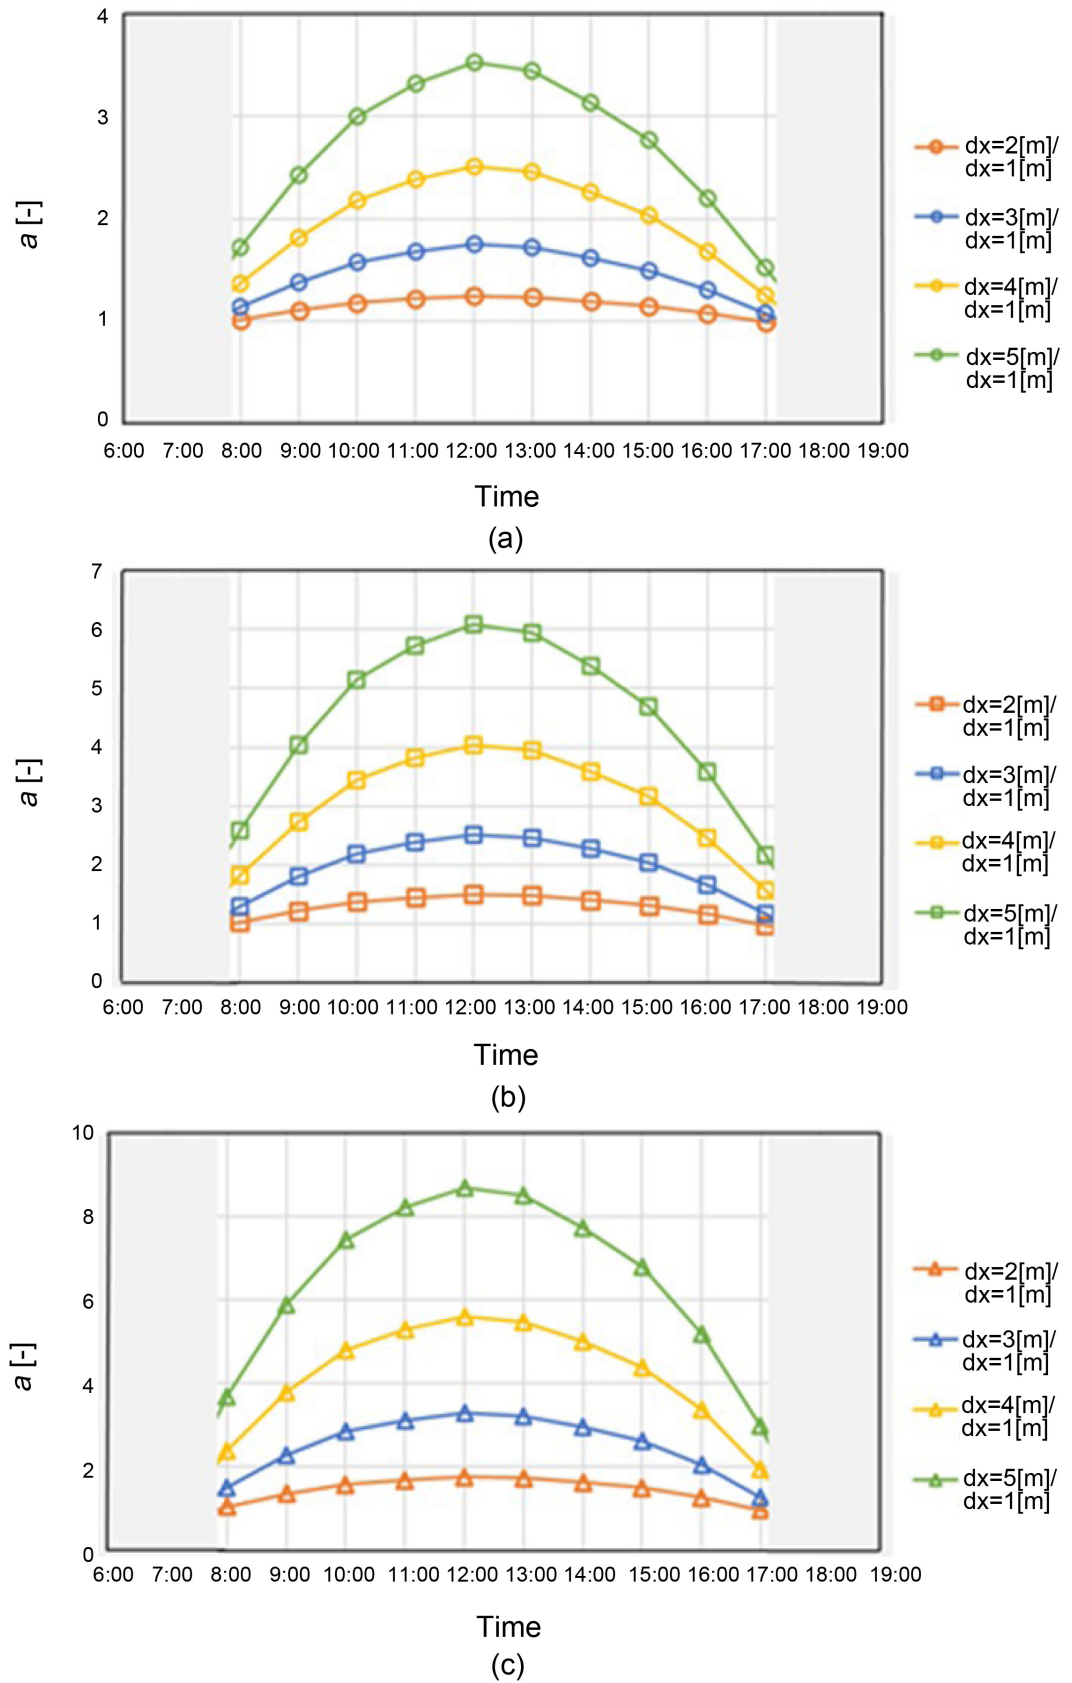 4
3
2
1
0
a [-]
6:00 7:00 8:00 9:00 10:00 11:00 12:00 13:00 14:00 15:00 16:00 17:00 18:00 19:00
Time
(a)
dx=2[m]/
dx=1[m]
dx=3[m]/
dx=1[m]
dx=4[m]/
dx=1[m]
dx=5[m]/
dx=1[m]
7
6
5
4
3
2
1
0
a [-]
6:00 7:00 8:00 9:00 10:00 11:00 12:00 13:00 14:00 15:00 16:00 17:00 18:00 19:00
Time
(b)
dx=2[m]/
dx=1[m]
dx=3[m]/
dx=1[m]
dx=4[m]/
dx=1[m]
dx=5[m]/
dx=1[m]
10
8
6
4
2
0
a [-]
6:00 7:00 8:00 9:00 10:00 11:00 12:00 13:00 14:00 15:00 16:00 17:00 18:00 19:00
Time
(c)
dx=2[m]/
dx=1[m]
dx=3[m]/
dx=1[m]
dx=4[m]/
dx=1[m]
dx=5[m]/
dx=1[m]